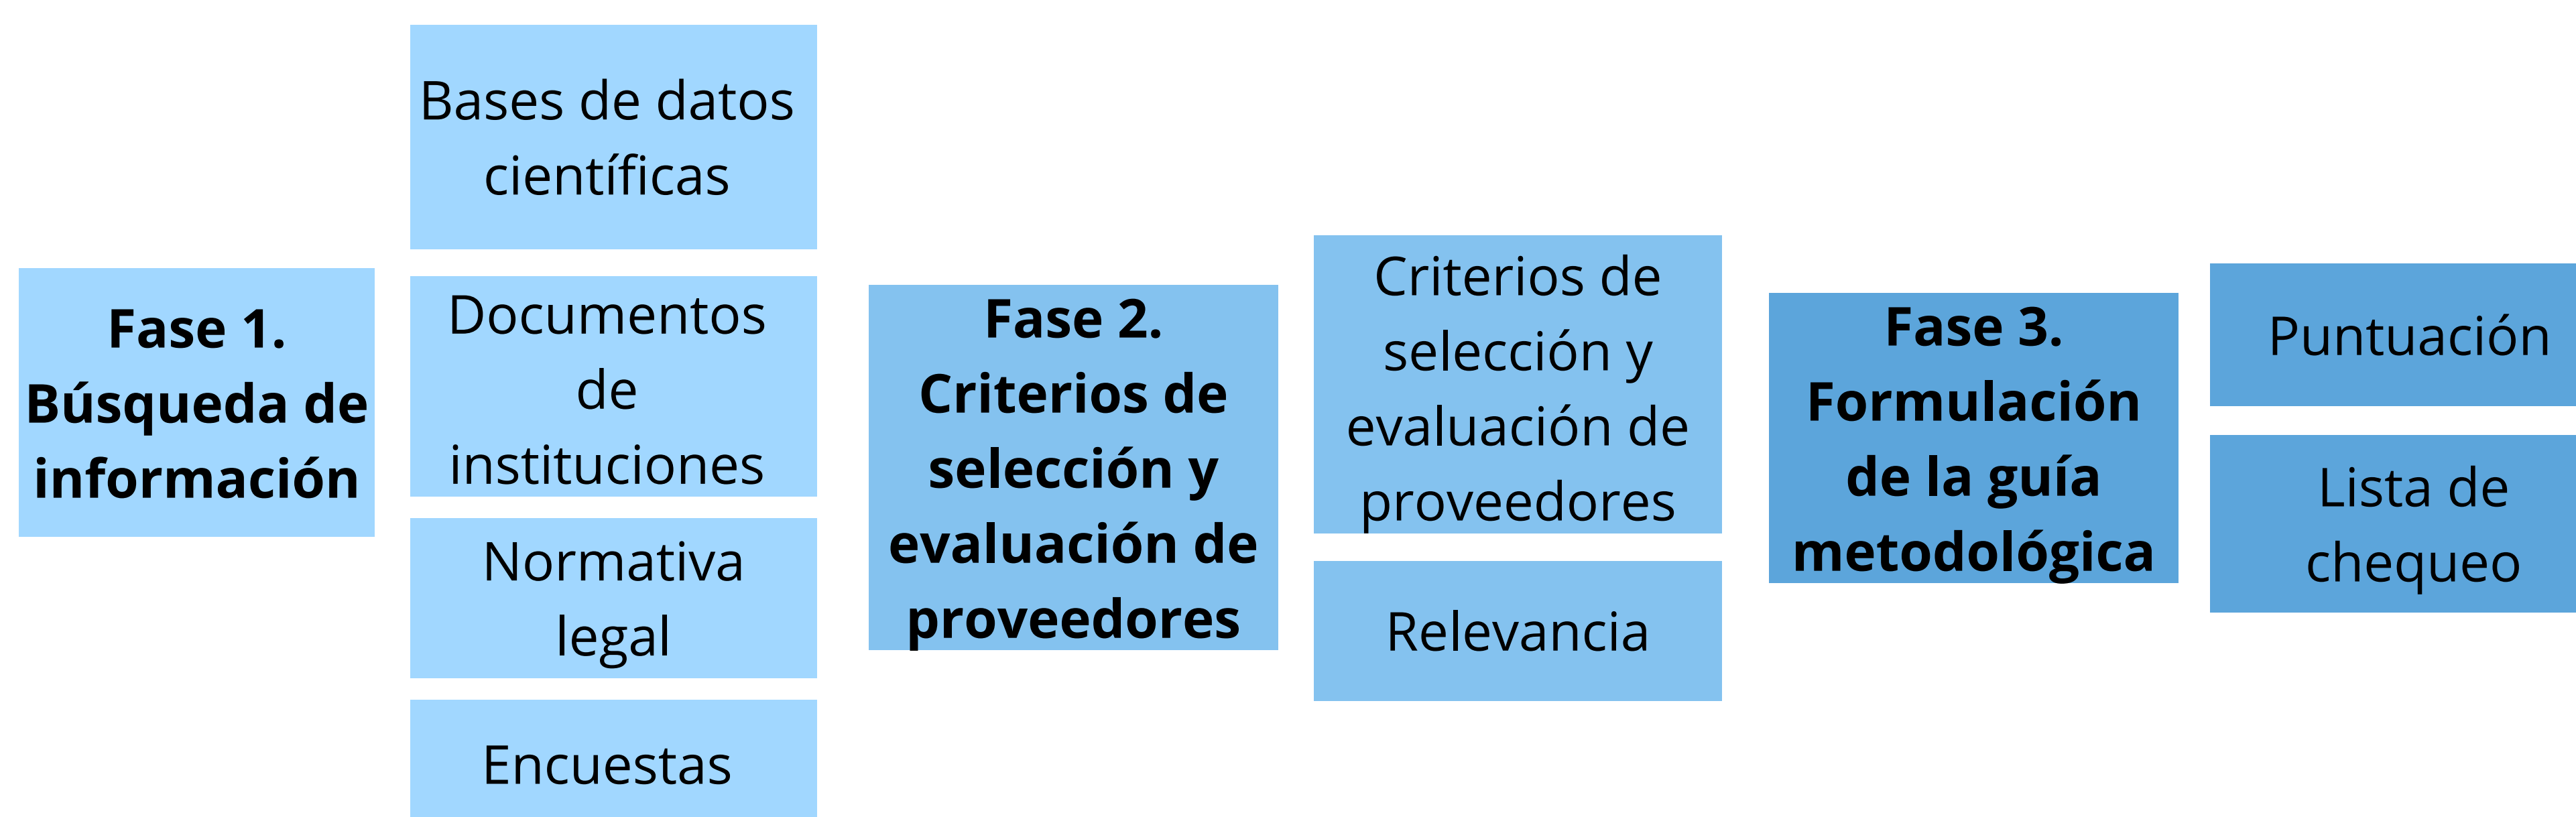 Fase 1.
Búsqueda de
información
Bases de datos
científicas
Documentos
de
instituciones
Normativa
legal
Encuestas
Fase 2.
Criterios de
selección y
evaluación de
proveedores
Criterios de
selección y
evaluación de
proveedores
Relevancia
Fase 3.
Formulación
de la guía
metodológica
Puntuación
Lista de
chequeo